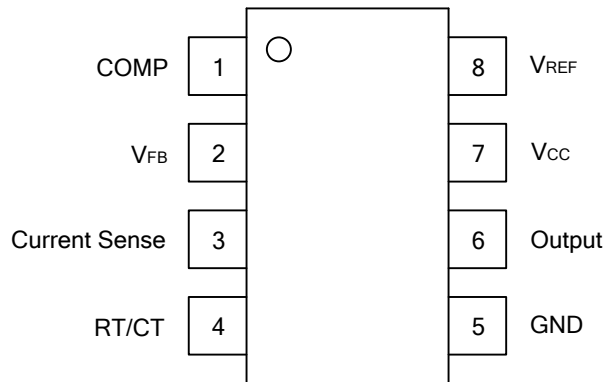 COMP 1 8 VREF
VFB 2 7 VCC
Current Sense 3 6 Output
RT/CT 4 5 GND